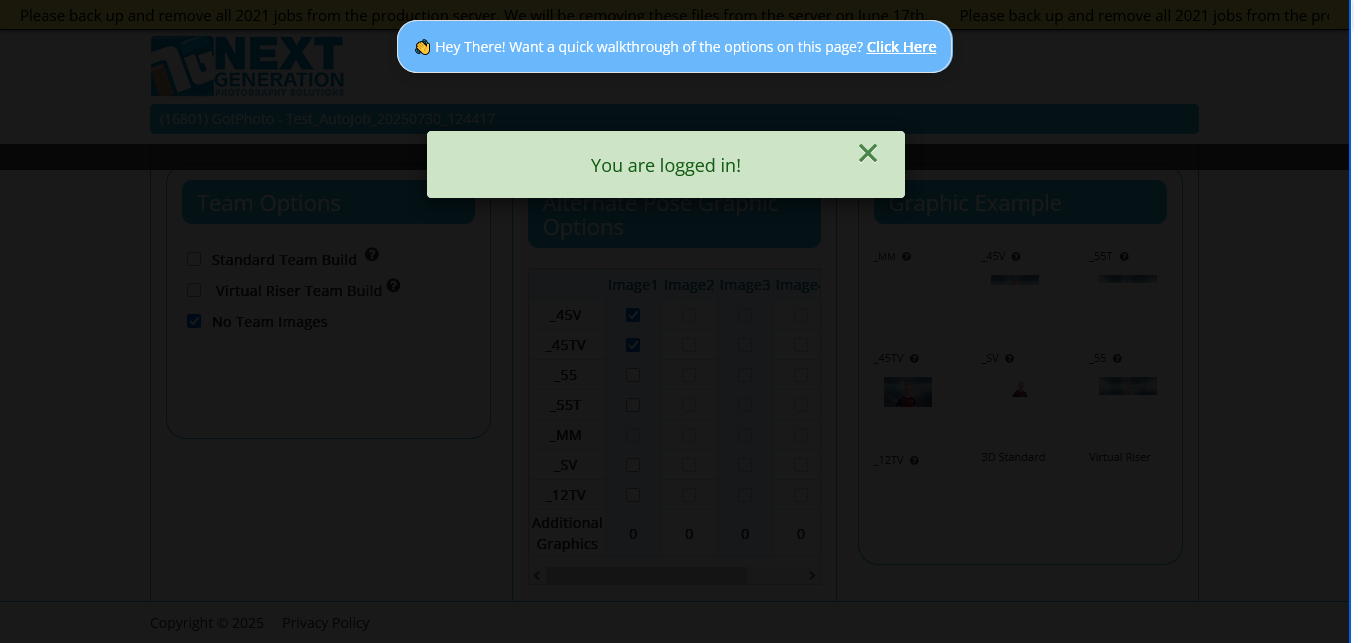 Please back up and remove all 2021 jobs from the production server. We will be removing these files from the server on June 17th. Please back up and remove all 2021 jobs from the pr
👋 Hey There! Want a quick walkthrough of the options on this page? Click Here
NEXT
GENERATION
PHOTOGRAPHY SOLUTIONS
(16801) GotPhoto - Test_AutoJob_20250730_124417
You are logged in!
Team Options
Standard Team Build
Virtual Riser Team Build
No Team Images
Alternate Pose Graphic
Options
Image1 Image2 Image3 Image4
_45V
_45TV
_55
_55T
_MM
_SV
_12TV
Additional
Graphics 0 0 0 0
Graphic Example
_MM _45V _55T
_45TV _SV _55
_12TV 3D Standard Virtual Riser
Copyright © 2025 Privacy Policy